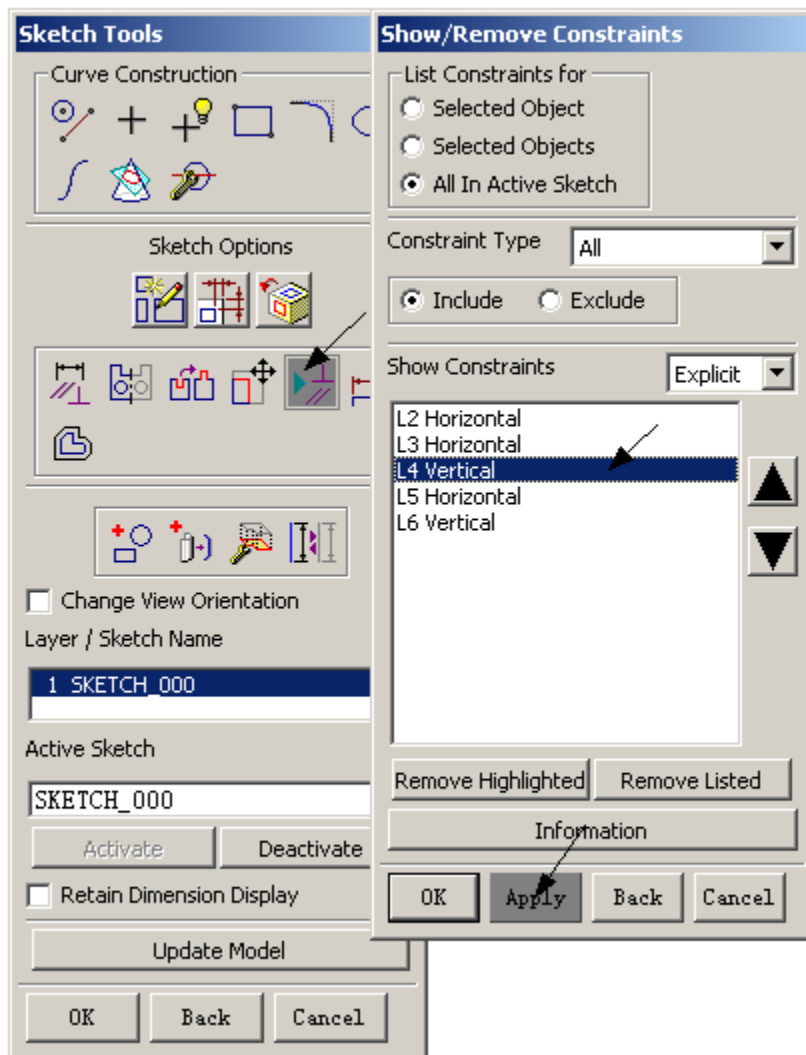 Sketch Tools
Curve Construction
Sketch Options
Change View Orientation
Layer / Sketch Name
1 SKETCH_000
Active Sketch
SKETCH_000
Activate
Deactivate
Retain Dimension Display
Update Model
OK
Back
Cancel
Show/Remove Constraints
List Constraints for
Selected Object
Selected Objects
All In Active Sketch
Constraint Type
All
Include
Exclude
Show Constraints
Explicit
L2 Horizontal
L3 Horizontal
L4 Vertical
L5 Horizontal
L6 Vertical
Remove Highlighted
Remove Listed
Information
OK
Apply
Back
Cancel